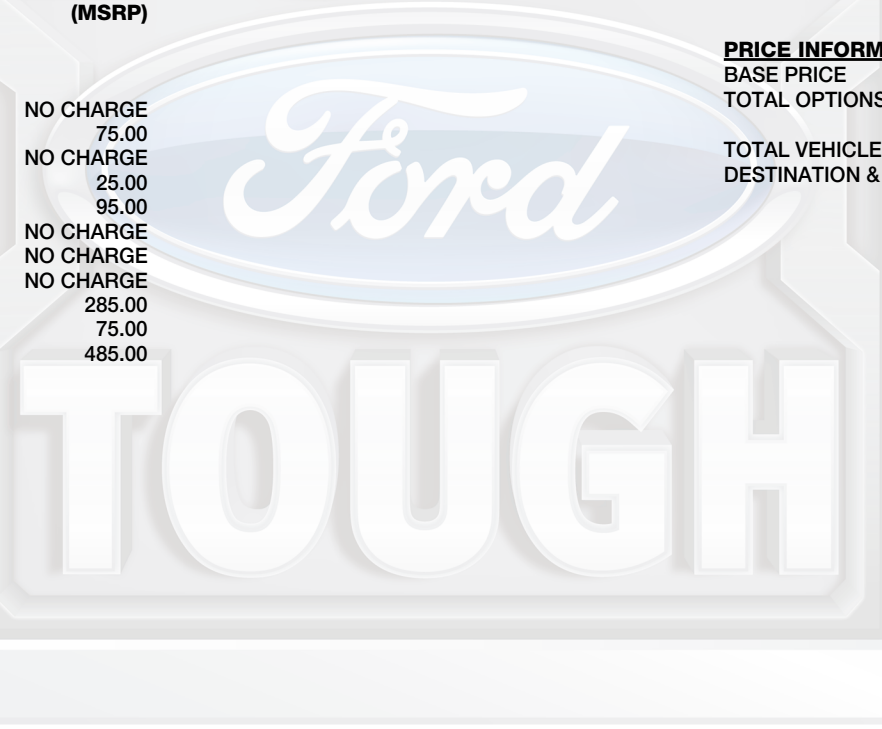 (MSRP)
NO CHARGE
75.00
NO CHARGE
25.00
95.00
NO CHARGE
NO CHARGE
NO CHARGE
285.00
75.00
485.00
PRICE INFORM
BASE PRICE
TOTAL OPTIONS
TOTAL VEHICLE
DESTINATION &
Ford
TOUGH